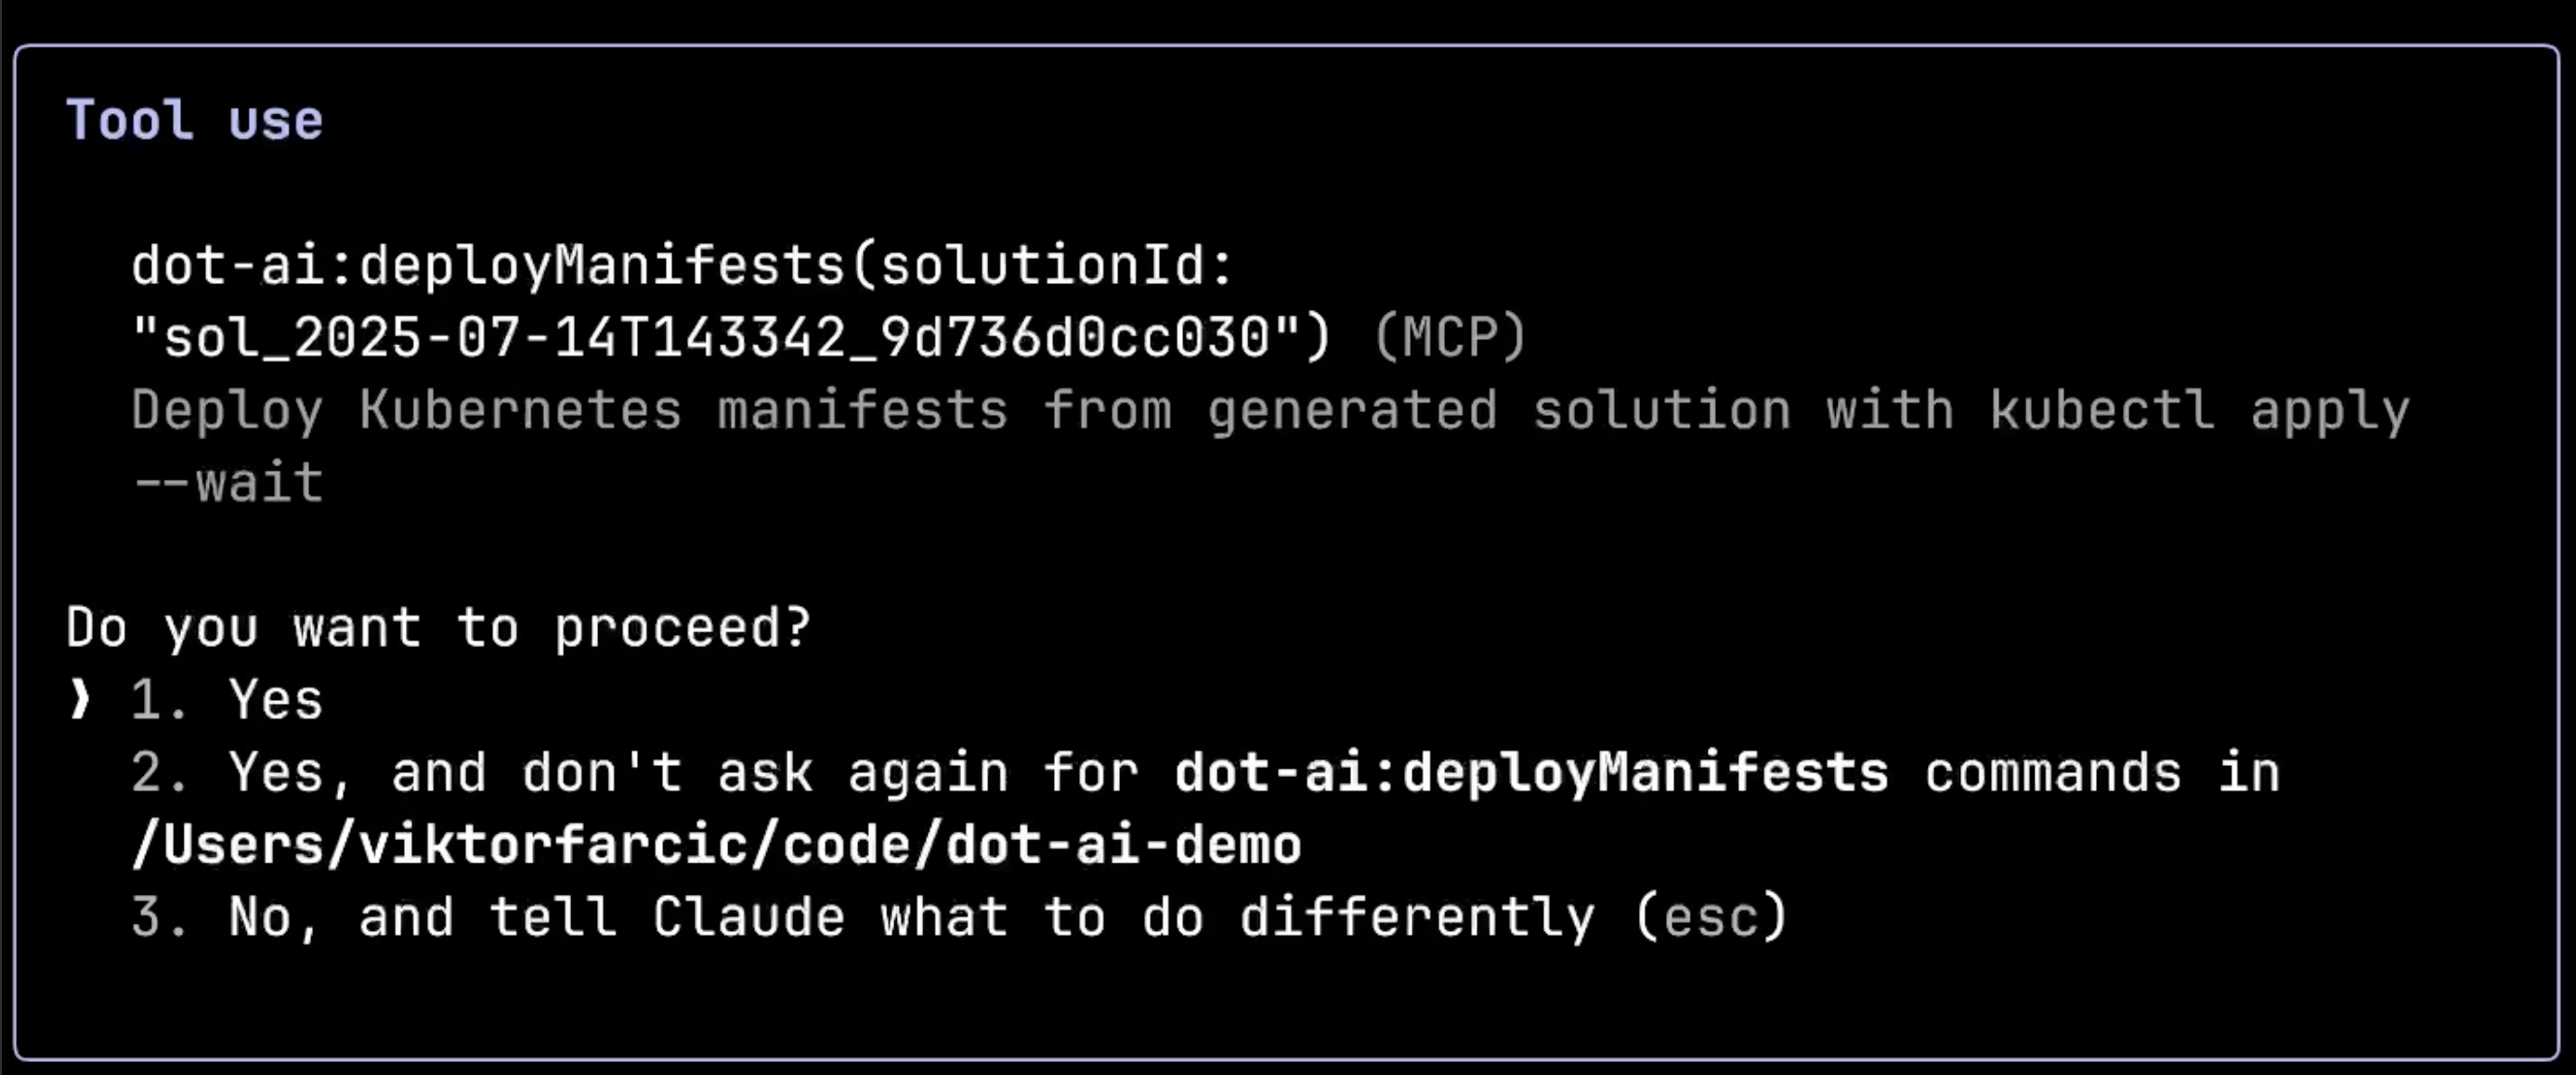 Tool use
dot-ai:deployManifests(solutionId:
"sol_2025-07-14T143342_9d736d0cc030") (MCP)
Deploy Kubernetes manifests from generated solution with kubectl apply
--wait
Do you want to proceed?
❯ 1. Yes
2. Yes, and don't ask again for dot-ai:deployManifests commands in
/Users/viktorfarcic/code/dot-ai-demo
3. No, and tell Claude what to do differently (esc)